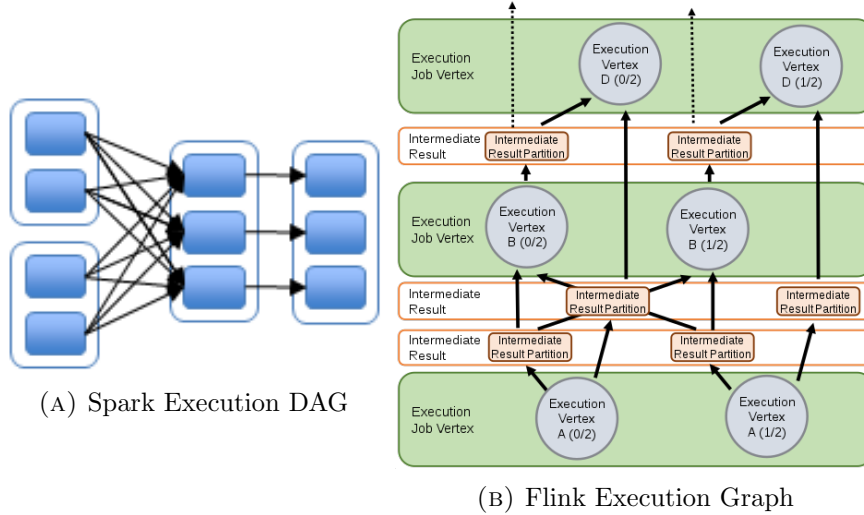 (A) Spark Execution DAG
Execution
Job Vertex
Execution
Vertex
D (0/2)
Execution
Vertex
D (1/2)
Intermediate
Result
Intermediate
Result Partition
Intermediate
Result Partition
Execution
Job Vertex
Execution
Vertex
B (0/2)
Execution
Vertex
B (1/2)
Intermediate
Result
Intermediate
Result Partition
Intermediate
Result Partition
Intermediate
Result
Intermediate
Result Partition
Intermediate
Result Partition
Execution
Job Vertex
Execution
Vertex
A (0/2)
Execution
Vertex
A (1/2)
(B) Flink Execution Graph